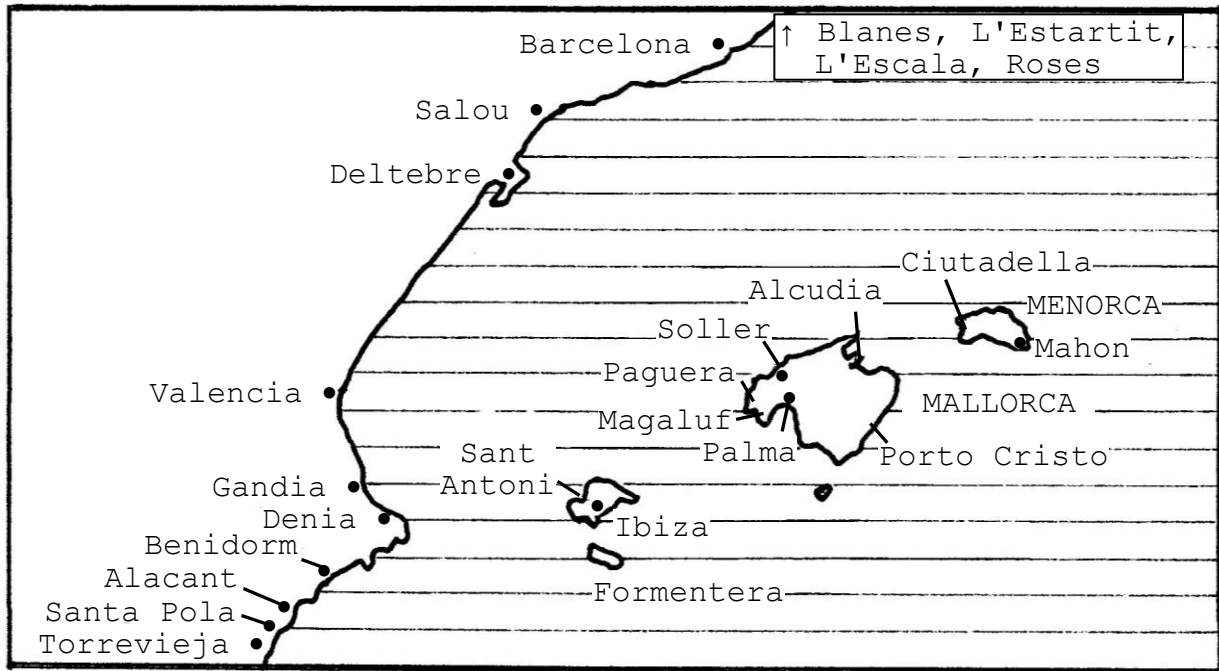 ↑ Blanes, L'Estartit,
L'Escala, Roses
Barcelona
Salou
Deltebre
Ciutadella
Alcudia
MENORCA
Soller
Mahon
Paguera
Valencia
MALLORCA
Magaluf
Palma
Porto Cristo
Sant
Antoni
Gandia
Denia
Ibiza
Benidorm
Alacant
Formentera
Santa Pola
Torrevieja